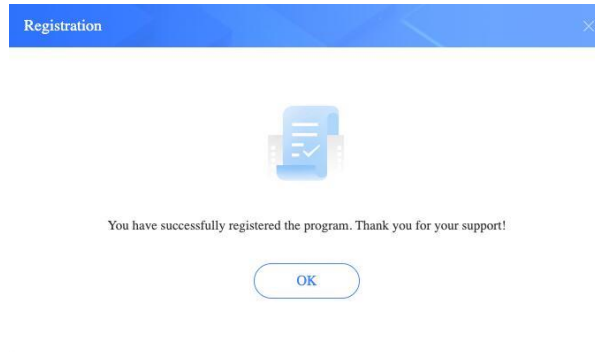 Registration
You have successfully registered the program. Thank you for your support!
OK